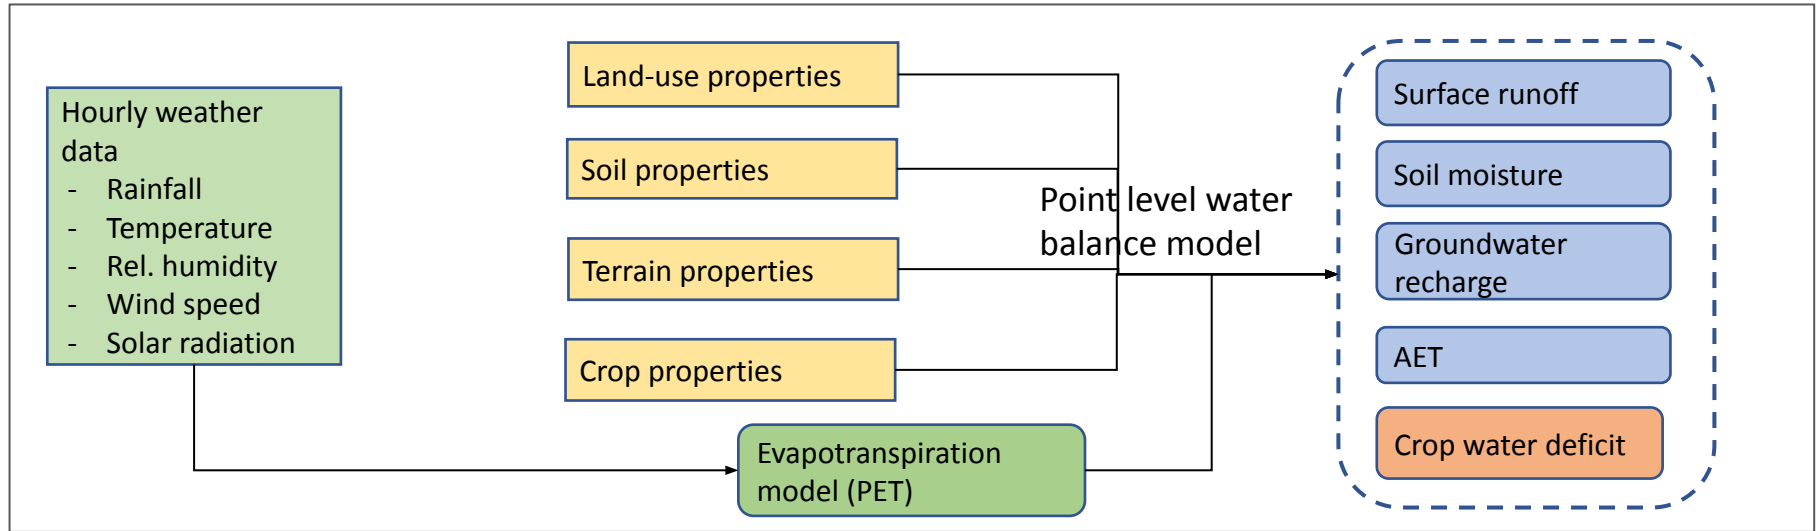 Hourly weather
data
- Rainfall
- Temperature
- Rel. humidity
- Wind speed
- Solar radiation
Land-use properties
Soil properties
Terrain properties
Crop properties
Evapotranspiration
model (PET)
Point level water
balance model
Surface runoff
Soil moisture
Groundwater
recharge
AET
Crop water deficit